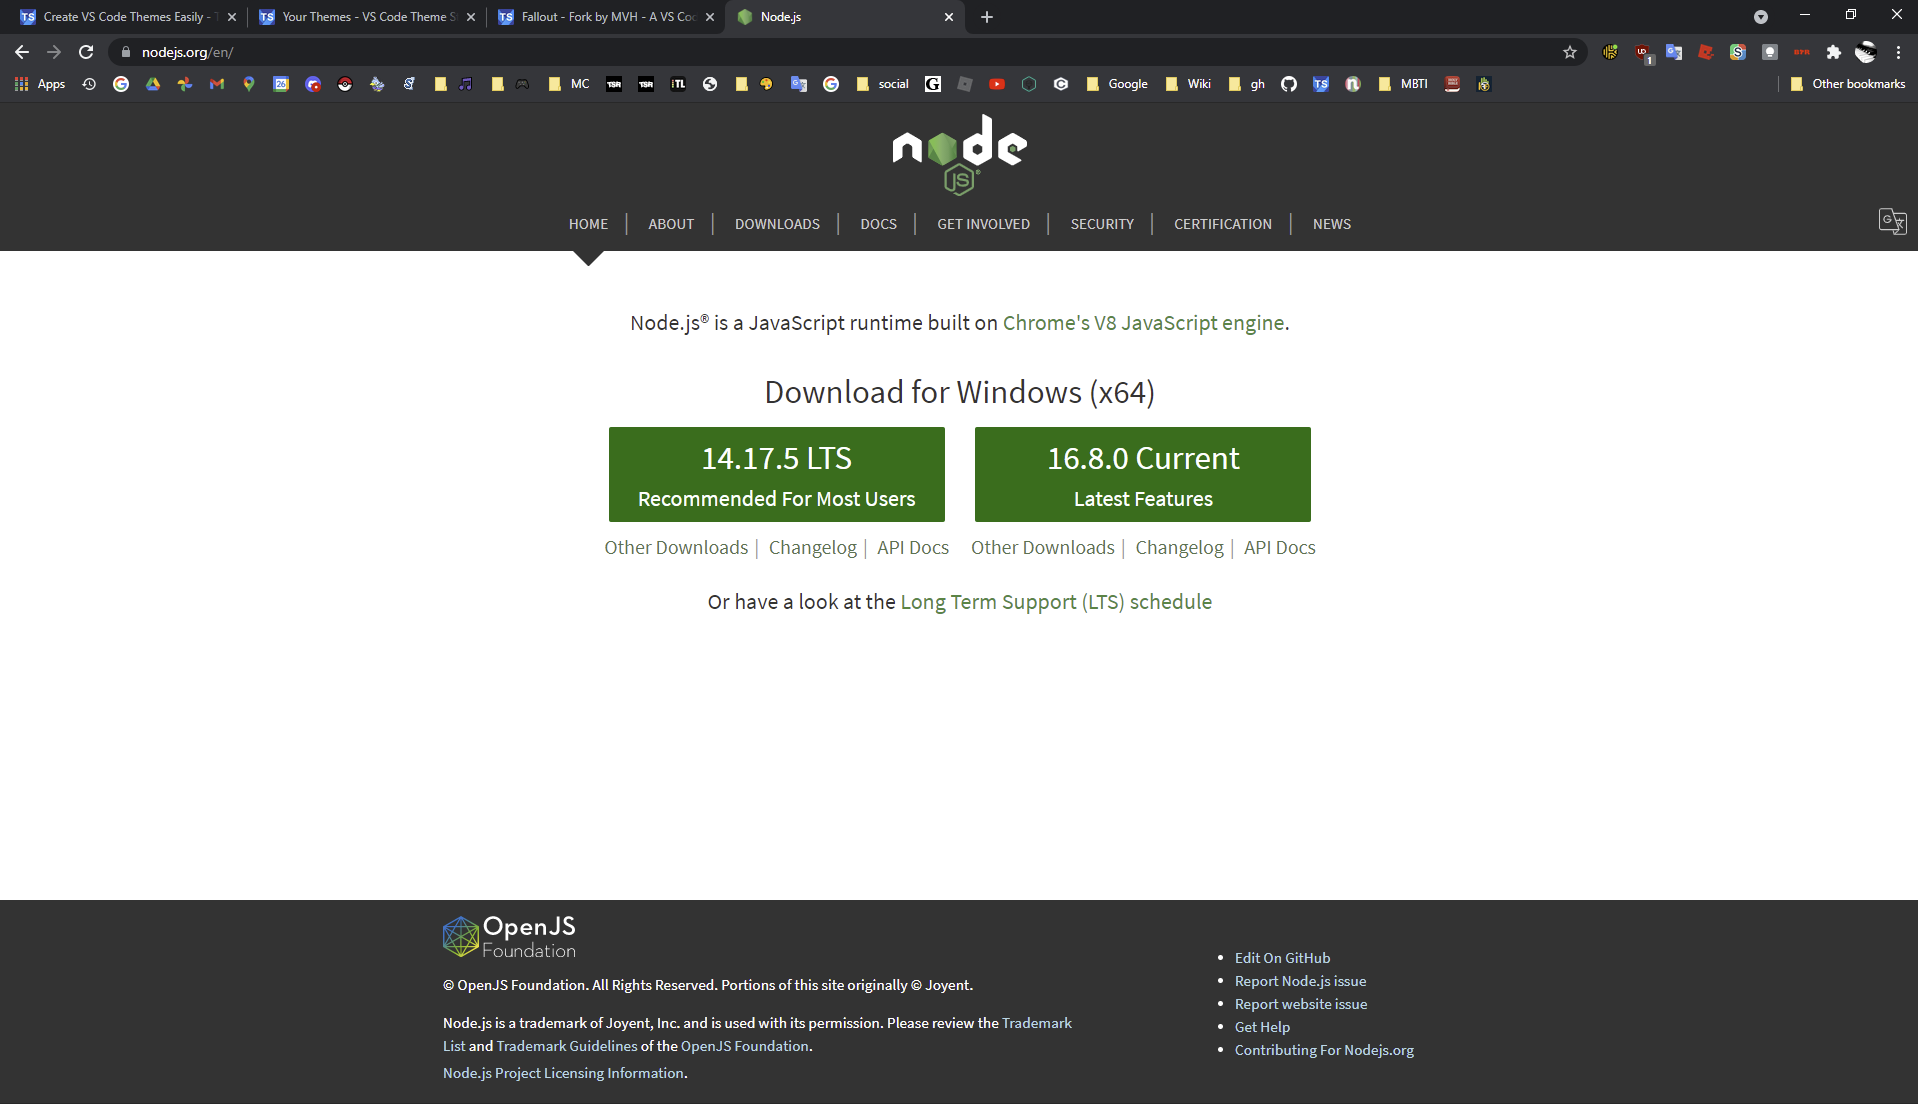 Create VS Code Themes Easily -
Your Themes - VS Code Theme S
Fallout - Fork by MVH - A VS Coc
Node.js
nodejs.org/en/
1
Apps
26
MC
TSR
TSR
TL
social
Google
Wiki
gh
TS
MBTI
Other bookmarks
node
JS
HOME
ABOUT
DOWNLOADS
DOCS
GET INVOLVED
SECURITY
CERTIFICATION
NEWS
Node.js® is a JavaScript runtime built on Chrome's V8 JavaScript engine.
Download for Windows (x64)
14.17.5 LTS
Recommended For Most Users
16.8.0 Current
Latest Features
Other Downloads | Changelog | API Docs
Other Downloads | Changelog | API Docs
Or have a look at the Long Term Support (LTS) schedule
OpenJS
Foundation
© OpenJS Foundation. All Rights Reserved. Portions of this site originally © Joyent.
Node.js is a trademark of Joyent, Inc. and is used with its permission. Please review the Trademark
List and Trademark Guidelines of the OpenJS Foundation.
Node.js Project Licensing Information.
Edit On GitHub
Report Node.js issue
Report website issue
Get Help
Contributing For Nodejs.org